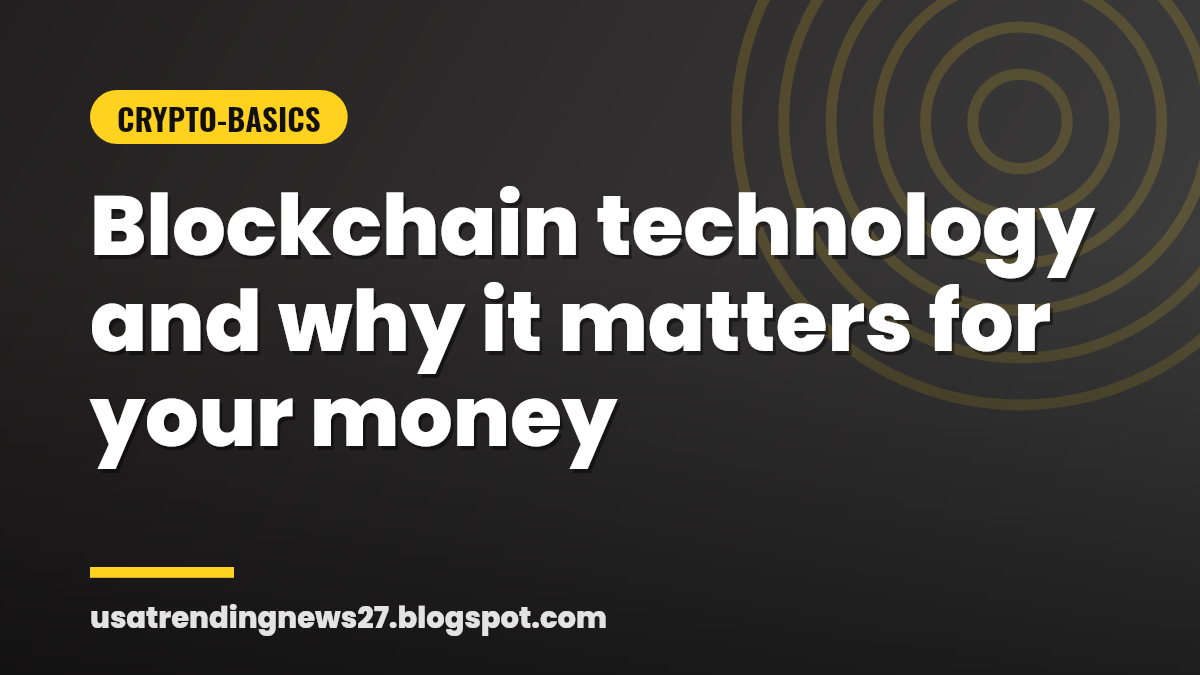 CRYPTO-BASICS
Blockchain technology
and why it matters for
your money
usatrendingnews27.blogspot.com